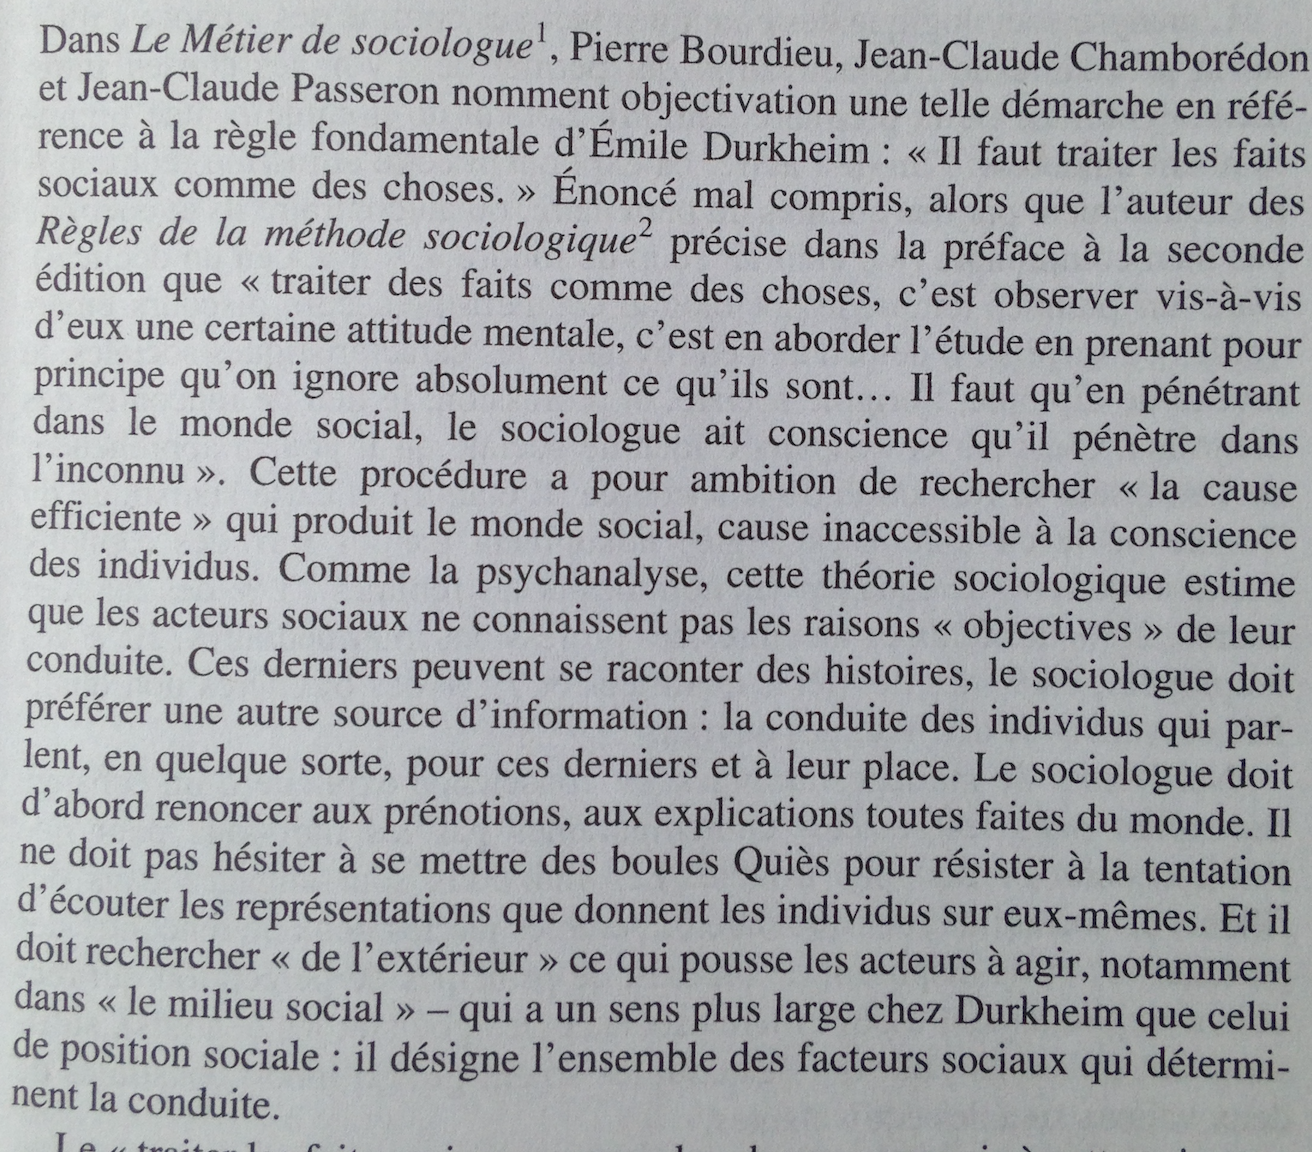 Dans Le Métier de sociologue¹, Pierre Bourdieu, Jean-Claude Chamborédon
et Jean-Claude Passeron nomment objectivation une telle démarche en réfé-
rence à la règle fondamentale d’Émile Durkheim : « Il faut traiter les faits
sociaux comme des choses. » Énoncé mal compris, alors que l’auteur des
Règles de la méthode sociologique² précise dans la préface à la seconde
édition que « traiter des faits comme des choses, c’est observer vis-à-vis
d’eux une certaine attitude mentale, c’est en aborder l’étude en prenant pour
principe qu’on ignore absolument ce qu’ils sont… Il faut qu’en pénétrant
dans le monde social, le sociologue ait conscience qu’il pénètre dans
l’inconnu ». Cette procédure a pour ambition de rechercher « la cause
efficiente » qui produit le monde social, cause inaccessible à la conscience
des individus. Comme la psychanalyse, cette théorie sociologique estime
que les acteurs sociaux ne connaissent pas les raisons « objectives » de leur
conduite. Ces derniers peuvent se raconter des histoires, le sociologue doit
préférer une autre source d’information : la conduite des individus qui par-
lent, en quelque sorte, pour ces derniers et à leur place. Le sociologue doit
d’abord renoncer aux prénotions, aux explications toutes faites du monde. Il
ne doit pas hésiter à se mettre des boules Quiès pour résister à la tentation
d’écouter les représentations que donnent les individus sur eux-mêmes. Et il
doit rechercher « de l’extérieur » ce qui pousse les acteurs à agir, notamment
dans « le milieu social » – qui a un sens plus large chez Durkheim que celui
de position sociale : il désigne l’ensemble des facteurs sociaux qui détermi-
nent la conduite.
Le « traiter